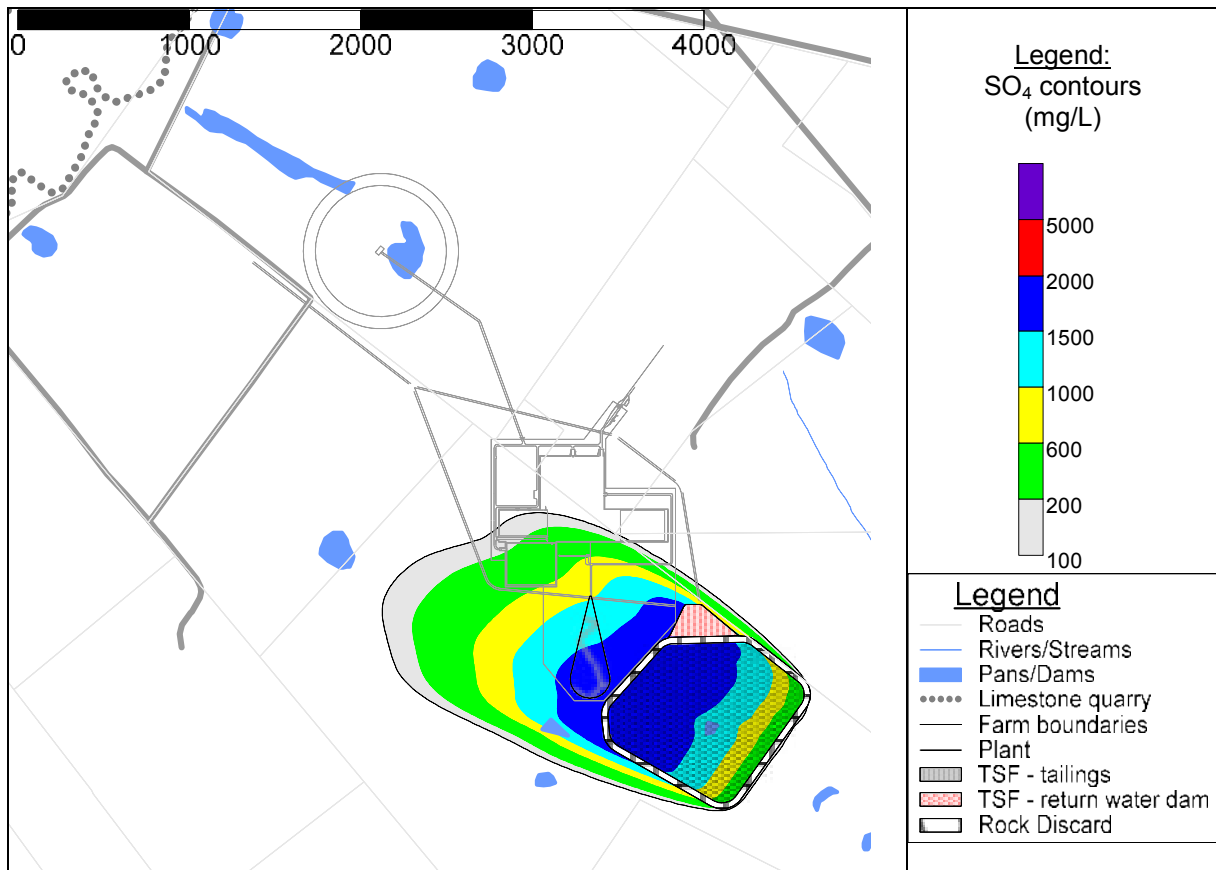 0 1000 2000 3000 4000
Legend:
SO₄ contours
(mg/L)
5000
2000
1500
1000
600
200
100
Legend
Roads
Rivers/Streams
Pans/Dams
Limestone quarry
Farm boundaries
Plant
TSF - tailings
TSF - return water dam
Rock Discard